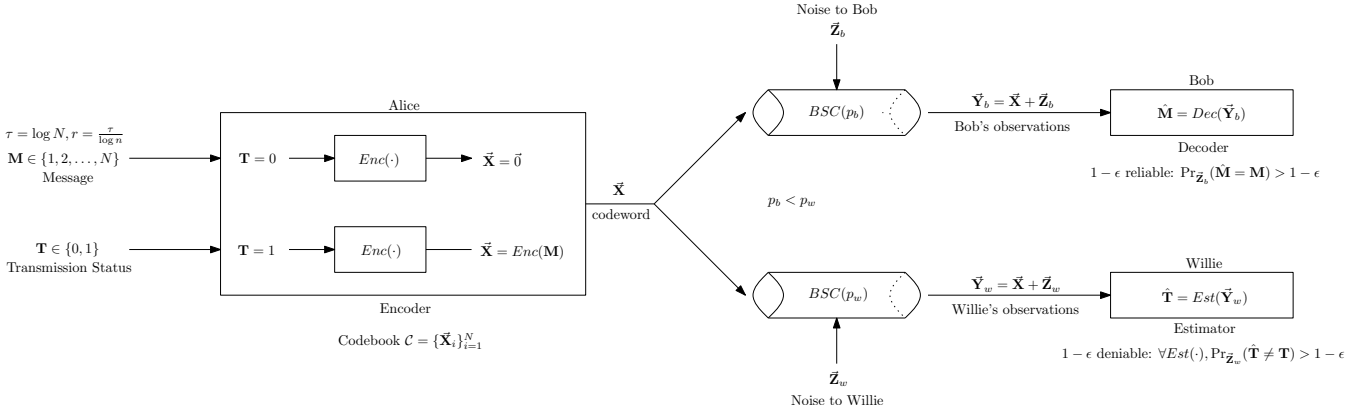 τ = log N, r = τ / log n
M ∈ {1, 2, . . . , N}
Message
T ∈ {0, 1}
Transmission Status
Alice
T = 0
Enc(·)
X⃗ = 0⃗
T = 1
Enc(·)
X⃗ = Enc(M)
Encoder
Codebook C = {X⃗ᵢ}ᴺᵢ₌₁
X⃗
codeword
Noise to Bob
Z⃗_b
BSC(p_b)
Y⃗_b = X⃗ + Z⃗_b
Bob's observations
Bob
M̂ = Dec(Y⃗_b)
Decoder
1 − ϵ reliable: Pr_Z⃗_b(M̂ = M) > 1 − ϵ
p_b < p_w
BSC(p_w)
Z⃗_w
Noise to Willie
Y⃗_w = X⃗ + Z⃗_w
Willie's observations
Willie
T̂ = Est(Y⃗_w)
Estimator
1 − ϵ deniable: ∀Est(·), Pr_Z⃗_w(T̂ ≠ T) > 1 − ϵ